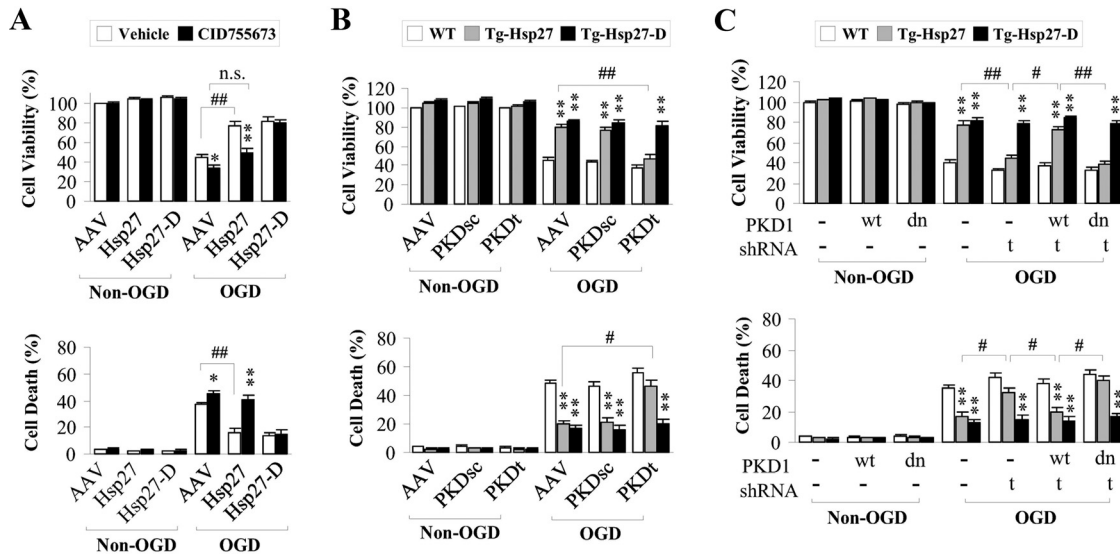 A
Vehicle CID755673
Cell Viability (%)
120
100
80
60
40
20
0
n.s.
##
*
**
AAV Hsp27 Hsp27-D AAV Hsp27 Hsp27-D
Non-OGD OGD
Cell Death (%)
80
60
40
20
0
##
*
**
AAV Hsp27 Hsp27-D AAV Hsp27 Hsp27-D
Non-OGD OGD
B
WT Tg-Hsp27 Tg-Hsp27-D
Cell Viability (%)
120
100
80
60
40
20
0
##
** ** ** ** **
AAV PKDsc PKDt AAV PKDsc PKDt
Non-OGD OGD
Cell Death (%)
80
60
40
20
0
#
** ** ** ** **
AAV PKDsc PKDt AAV PKDsc PKDt
Non-OGD OGD
C
WT Tg-Hsp27 Tg-Hsp27-D
Cell Viability (%)
120
100
80
60
40
20
0
## # ##
** ** ** ** ** **
PKD1 - wt dn - - wt dn
shRNA - - - - t t t
Non-OGD OGD
Cell Death (%)
80
60
40
20
0
# # #
** ** ** ** ** **
PKD1 - wt dn - - wt dn
shRNA - - - - t t t
Non-OGD OGD